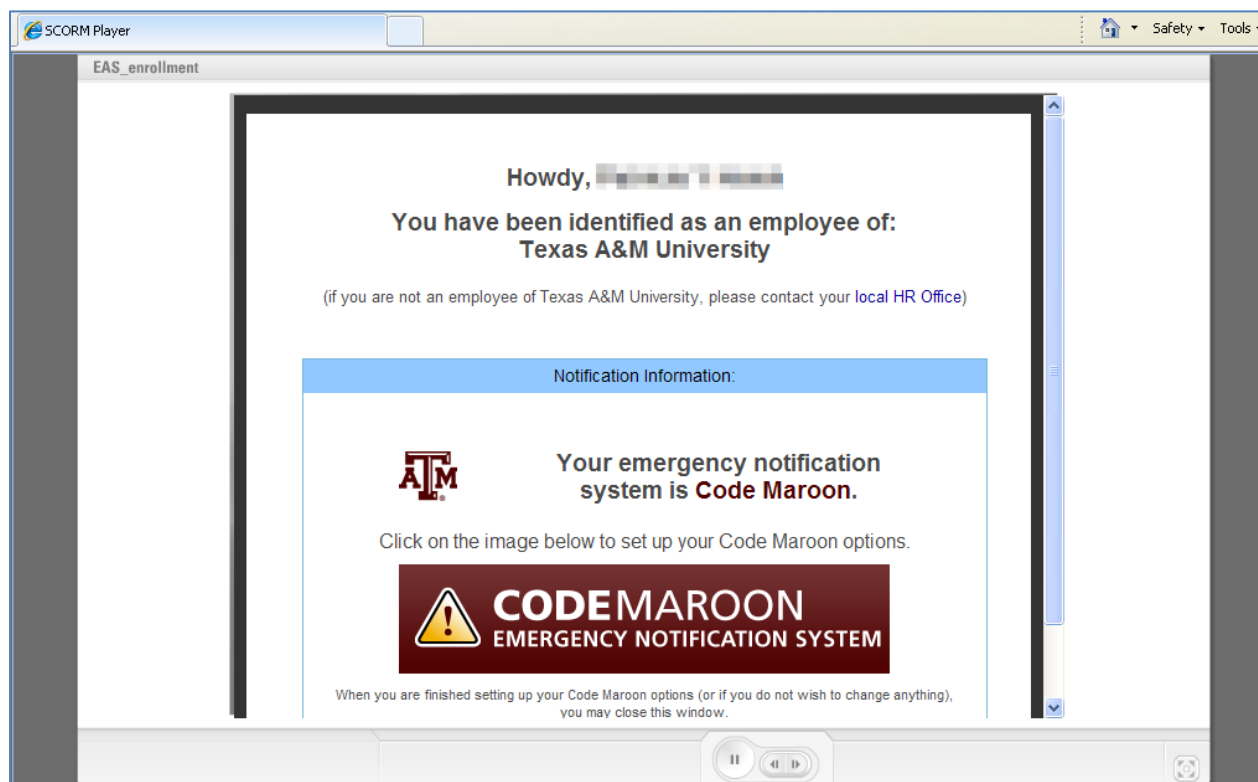 SCORM Player
Safety
Tools
EAS_enrollment
Howdy,
You have been identified as an employee of:
Texas A&M University
(if you are not an employee of Texas A&M University, please contact your local HR Office)
Notification Information:
ATM
Your emergency notification
system is Code Maroon.
Click on the image below to set up your Code Maroon options.
CODEMAROON
EMERGENCY NOTIFICATION SYSTEM
When you are finished setting up your Code Maroon options (or if you do not wish to change anything),
you may close this window.